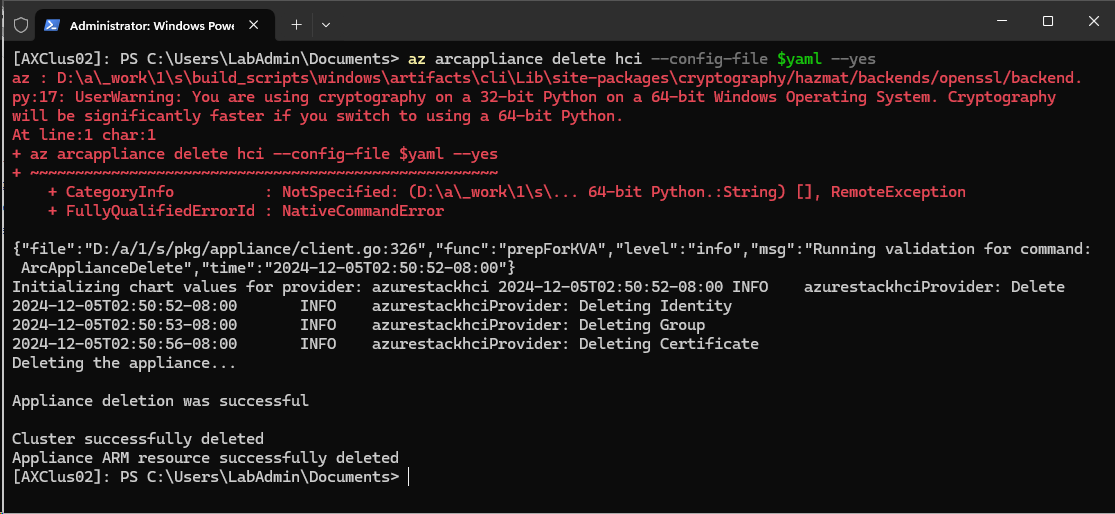 Administrator: Windows Powe
[AXClus02]: PS C:\Users\LabAdmin\Documents> az arcappliance delete hci --config-file $yaml --yes
az : D:\a\_work\1\s\build_scripts\windows\artifacts\cli\Lib\site-packages\cryptography/hazmat/backends/openssl/backend.
py:17: UserWarning: You are using cryptography on a 32-bit Python on a 64-bit Windows Operating System. Cryptography
will be significantly faster if you switch to using a 64-bit Python.
At line:1 char:1
+ az arcappliance delete hci --config-file $yaml --yes
+ ~~~~~~~~~~~~~~~~~~~~~~~~~~~~~~~~~~~~~~~~~~~~~~~~~~~~
    + CategoryInfo          : NotSpecified: (D:\a\_work\1\s\... 64-bit Python.:String) [], RemoteException
    + FullyQualifiedErrorId : NativeCommandError
{"file":"D:/a/1/s/pkg/appliance/client.go:326","func":"prepForKVA","level":"info","msg":"Running validation for command:
 ArcApplianceDelete","time":"2024-12-05T02:50:52-08:00"}
Initializing chart values for provider: azurestackhci 2024-12-05T02:50:52-08:00 INFO    azurestackhciProvider: Delete
2024-12-05T02:50:52-08:00       INFO    azurestackhciProvider: Deleting Identity
2024-12-05T02:50:53-08:00       INFO    azurestackhciProvider: Deleting Group
2024-12-05T02:50:56-08:00       INFO    azurestackhciProvider: Deleting Certificate
Deleting the appliance...
Appliance deletion was successful
Cluster successfully deleted
Appliance ARM resource successfully deleted
[AXClus02]: PS C:\Users\LabAdmin\Documents>